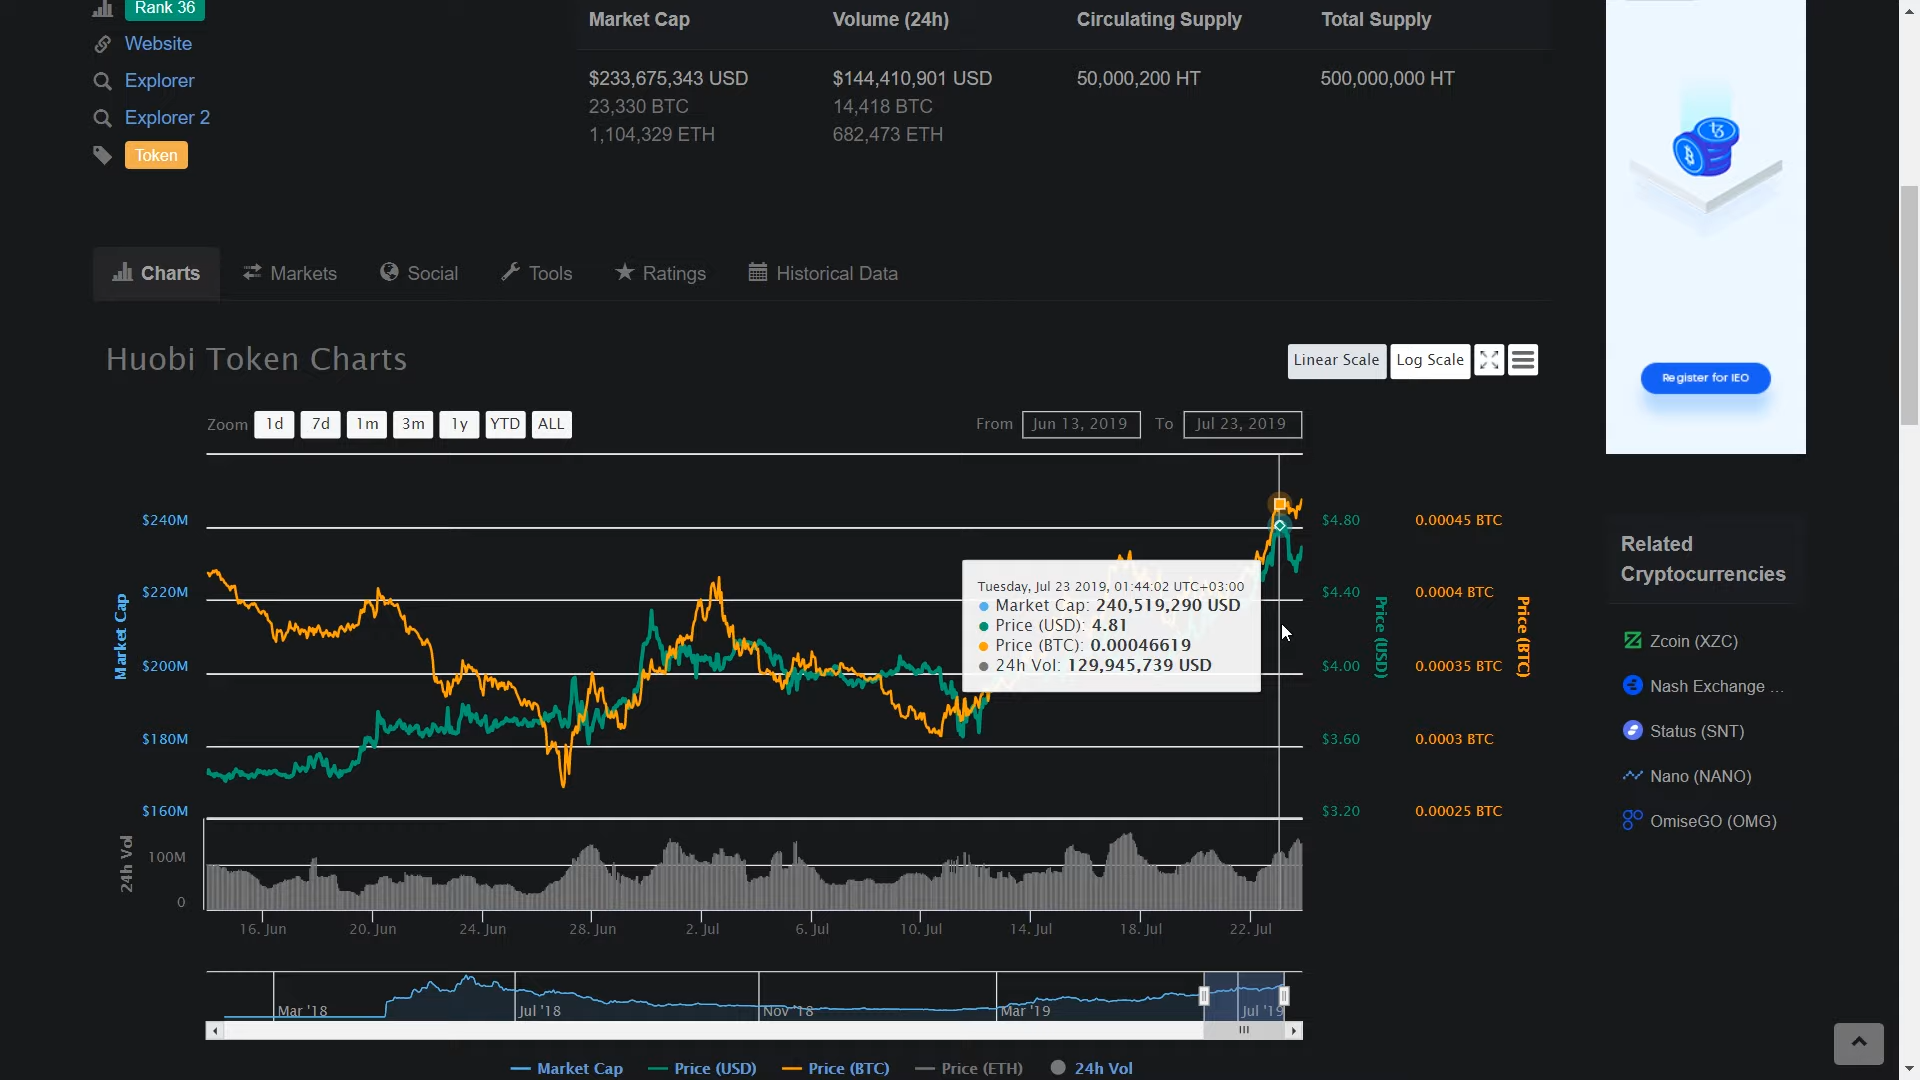 Rank 36
Website
Explorer
Explorer 2
Token
Market Cap Volume (24h) Circulating Supply Total Supply
$233,675,343 USD $144,410,901 USD 50,000,200 HT 500,000,000 HT
23,330 BTC 14,418 BTC
1,104,329 ETH 682,473 ETH
Charts Markets Social Tools Ratings Historical Data
Huobi Token Charts
Linear Scale Log Scale
Zoom 1d 7d 1m 3m 1y YTD ALL
From Jun 13, 2019 To Jul 23, 2019
$240M $4.80 0.00045 BTC
$220M $4.40 0.0004 BTC
$200M $4.00 0.00035 BTC
$180M $3.60 0.0003 BTC
$160M $3.20 0.00025 BTC
Market Cap
Price (USD)
Price (BTC)
Tuesday, Jul 23 2019, 01:44:02 UTC+03:00
Market Cap: 240,519,290 USD
Price (USD): 4.81
Price (BTC): 0.00046619
24h Vol: 129,945,739 USD
24h Vol
100M
0
16. Jun 20. Jun 24. Jun 28. Jun 2. Jul 6. Jul 10. Jul 14. Jul 18. Jul 22. Jul
Mar '18 Jul '18 Nov '18 Mar '19 Jul '19
Market Cap Price (USD) Price (BTC) Price (ETH) 24h Vol
Register for IEO
Related
Cryptocurrencies
Zcoin (XZC)
Nash Exchange ...
Status (SNT)
Nano (NANO)
OmiseGO (OMG)